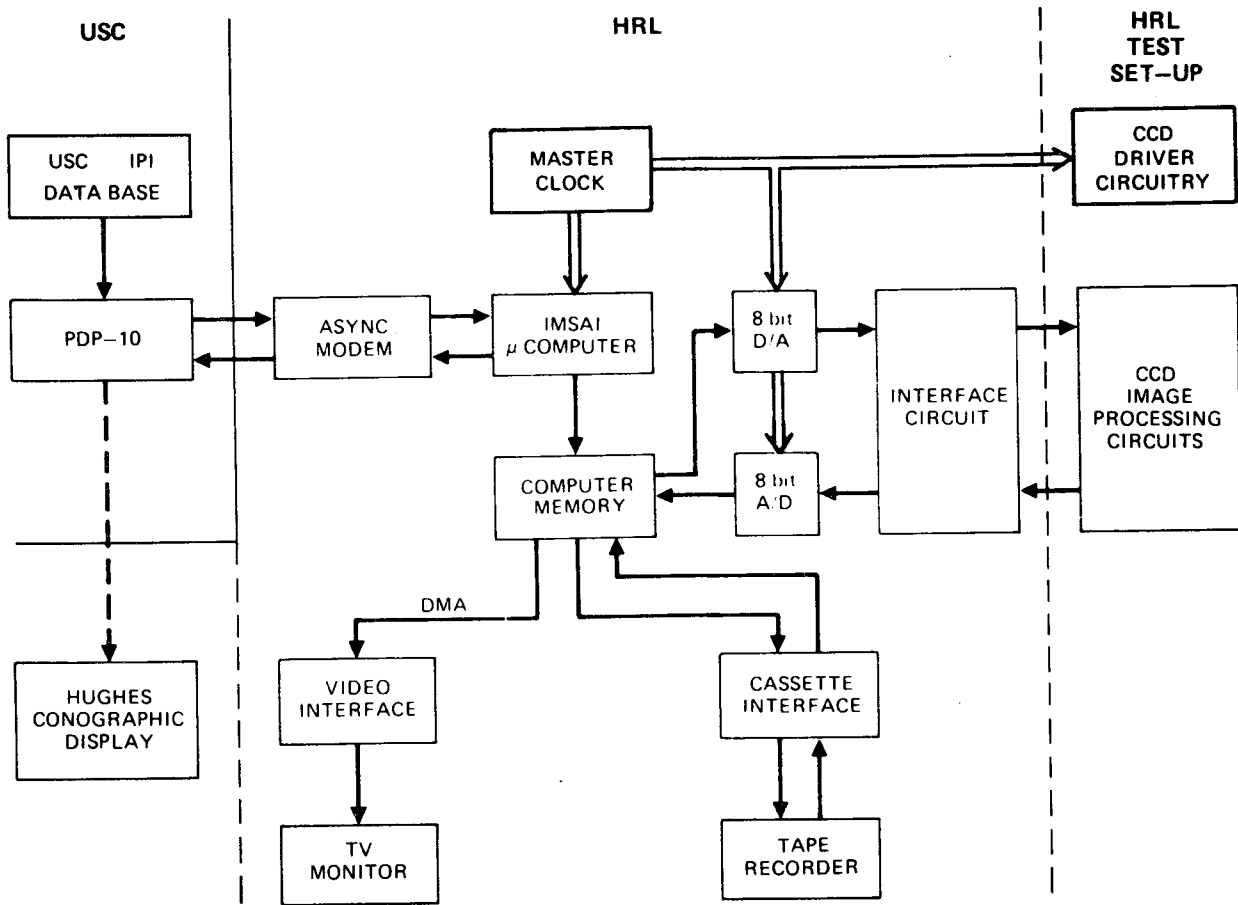 USC
HRL
HRL
TEST
SET-UP
USC IPI
DATA BASE
MASTER
CLOCK
CCD
DRIVER
CIRCUITRY
PDP-10
ASYNC
MODEM
IMSAI
μ COMPUTER
8 bit
D/A
INTERFACE
CIRCUIT
CCD
IMAGE
PROCESSING
CIRCUITS
COMPUTER
MEMORY
8 bit
A/D
DMA
HUGHES
CONOGRAPHIC
DISPLAY
VIDEO
INTERFACE
CASSETTE
INTERFACE
TV
MONITOR
TAPE
RECORDER